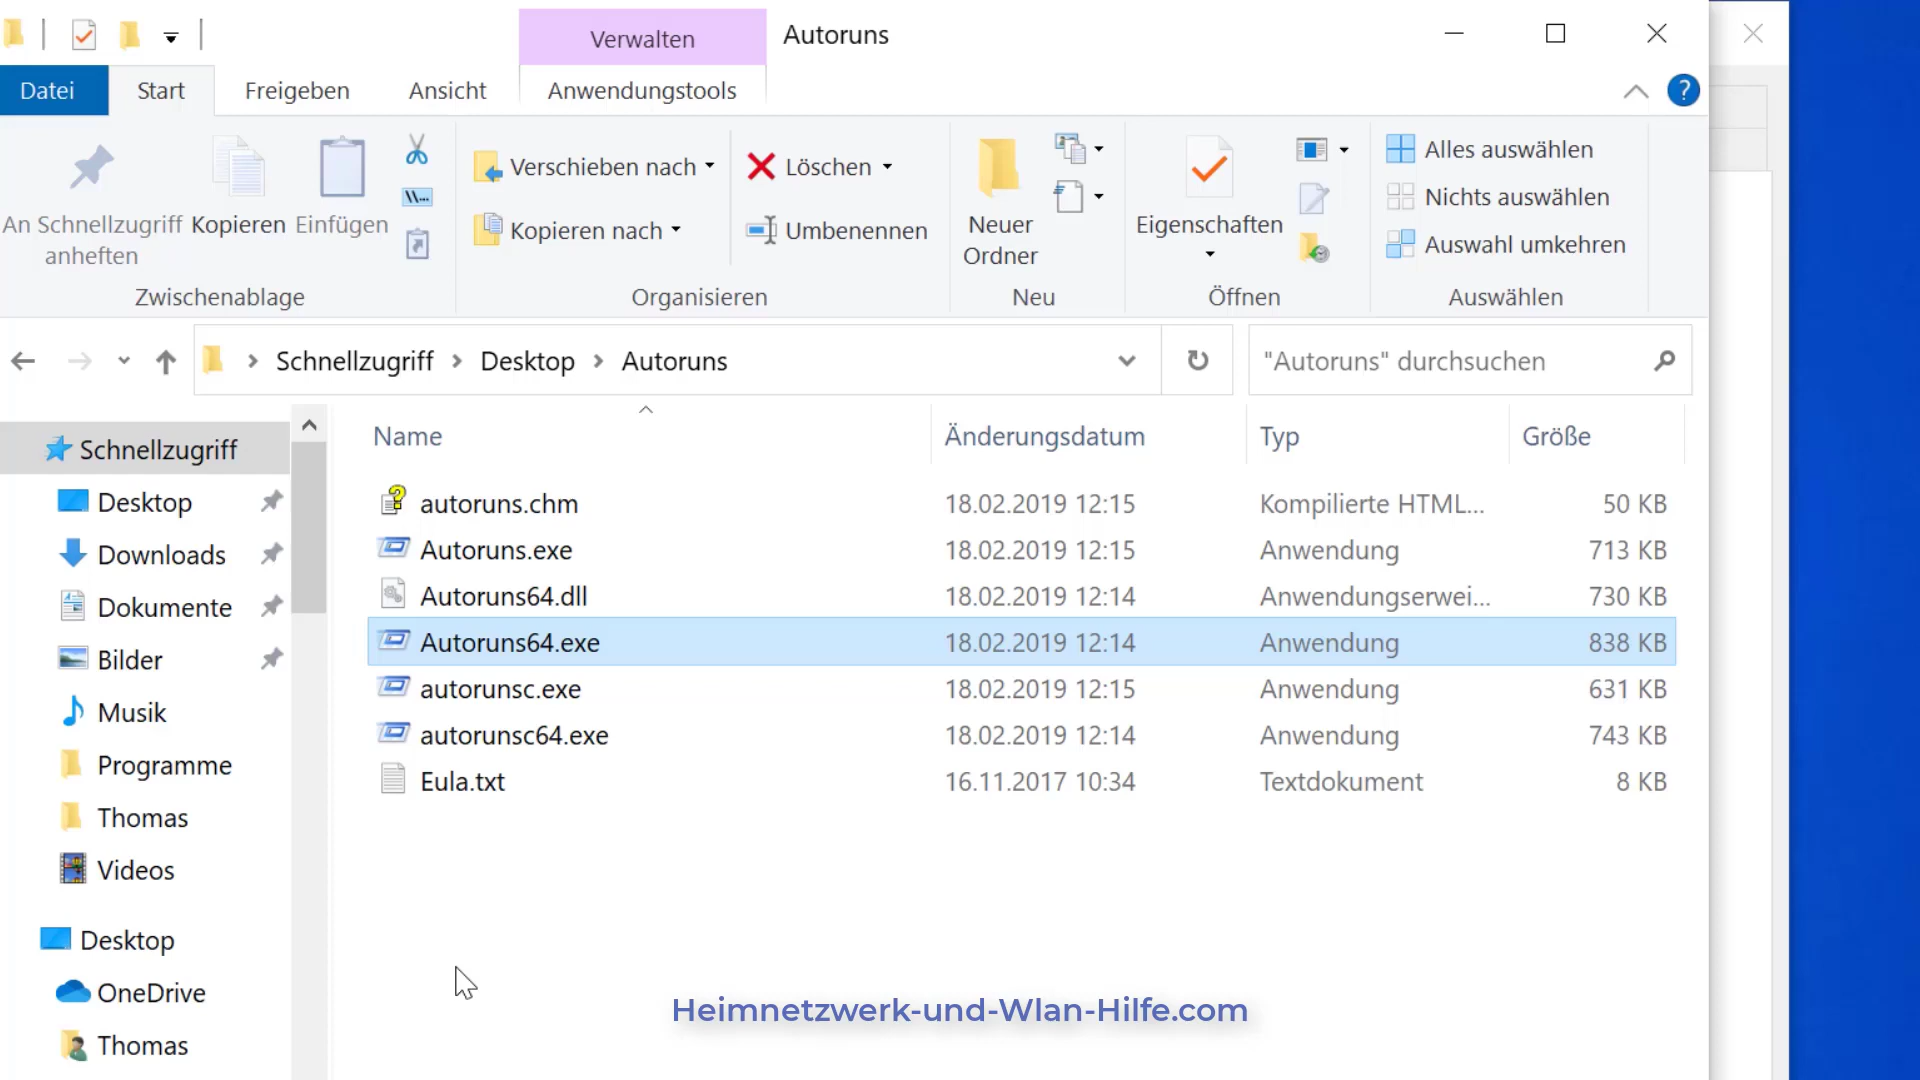 Verwalten
Autoruns
Datei
Start
Freigeben
Ansicht
Anwendungstools
?
An Schnellzugriff
anheften
Kopieren
Einfügen
Verschieben nach
Kopieren nach
Löschen
Umbenennen
Neuer
Ordner
Eigenschaften
Alles auswählen
Nichts auswählen
Auswahl umkehren
Zwischenablage
Organisieren
Neu
Öffnen
Auswählen
Schnellzugriff
Desktop
Autoruns
"Autoruns" durchsuchen
Schnellzugriff
Desktop
Downloads
Dokumente
Bilder
Musik
Programme
Thomas
Videos
Desktop
OneDrive
Thomas
Name Änderungsdatum Typ Größe
autoruns.chm 18.02.2019 12:15 Kompilierte HTML... 50 KB
Autoruns.exe 18.02.2019 12:15 Anwendung 713 KB
Autoruns64.dll 18.02.2019 12:14 Anwendungserwei... 730 KB
Autoruns64.exe 18.02.2019 12:14 Anwendung 838 KB
autorunsc.exe 18.02.2019 12:15 Anwendung 631 KB
autorunsc64.exe 18.02.2019 12:14 Anwendung 743 KB
Eula.txt 16.11.2017 10:34 Textdokument 8 KB
Heimnetzwerk-und-Wlan-Hilfe.com